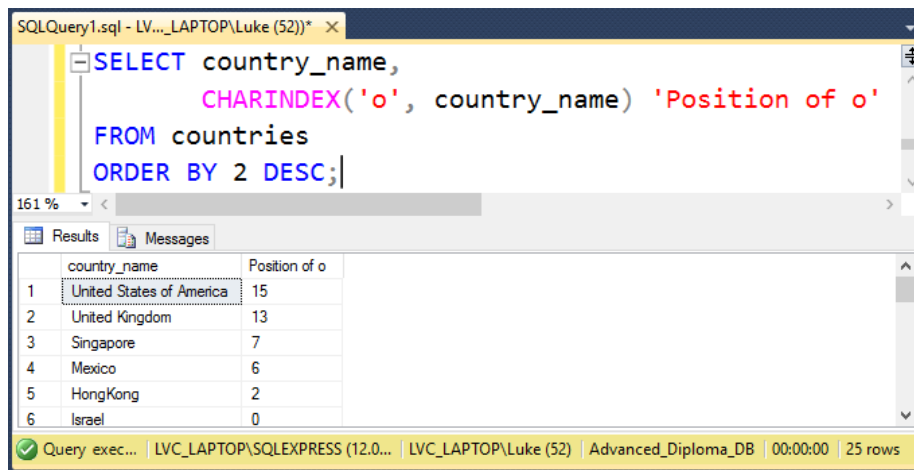 SQLQuery1.sql - LV..._LAPTOP\Luke (52))* ×
SELECT country_name,
CHARINDEX('o', country_name) 'Position of o'
FROM countries
ORDER BY 2 DESC;
161 %
Results Messages
country_name Position of o
1 United States of America 15
2 United Kingdom 13
3 Singapore 7
4 Mexico 6
5 HongKong 2
6 Israel 0
Query exec... LVC_LAPTOP\SQLEXPRESS (12.0... LVC_LAPTOP\Luke (52) Advanced_Diploma_DB 00:00:00 25 rows